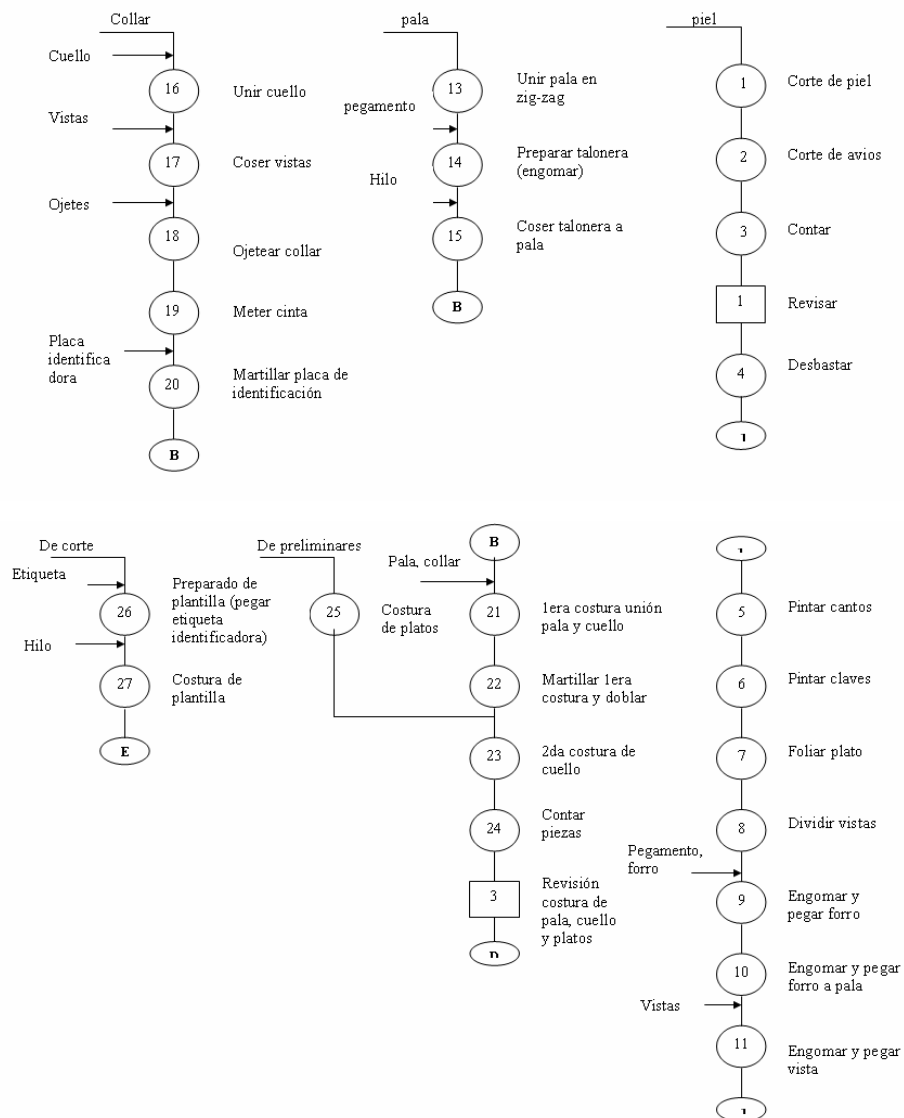 Collar
Cuello
16
Unir cuello
Vistas
17
Coser vistas
Ojetes
18
Ojetear collar
19
Meter cinta
Placa
identifica
dora
20
Martillar placa de
identificación
B
pala
13
Unir pala en
zig-zag
pegamento
14
Preparar talonera
(engomar)
Hilo
15
Coser talonera a
pala
B
piel
1
Corte de piel
2
Corte de avios
3
Contar
1
Revisar
4
Desbastar
De corte
Etiqueta
26
Preparado de
plantilla (pegar
etiqueta
identificadora)
Hilo
27
Costura de
plantilla
E
De preliminares
25
Costura
de platos
B
Pala, collar
21
1era costura unión
pala y cuello
22
Martillar 1era
costura y doblar
23
2da costura de
cuello
24
Contar
piezas
3
Revisión
costura de
pala, cuello
y platos
5
Pintar cantos
6
Pintar claves
7
Foliar plato
8
Dividir vistas
Pegamento,
forro
9
Engomar y
pegar forro
10
Engomar y pegar
forro a pala
Vistas
11
Engomar y pegar
vista